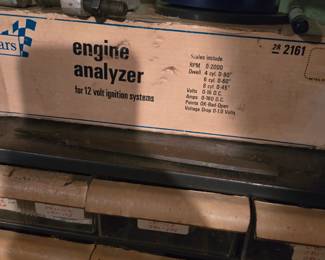 ears
engine
analyzer
for 12 volt ignition systems
Scales include
RPM 0-2000
Dwell 4 cyl. 0-90°
6 cyl. 0-60°
8 cyl. 0-45°
Volts 0-16 D.C.
Amps 0-160 D.C.
Points OK-Bad-Open
Voltage Drop 0-1.0 Volts
28 2161